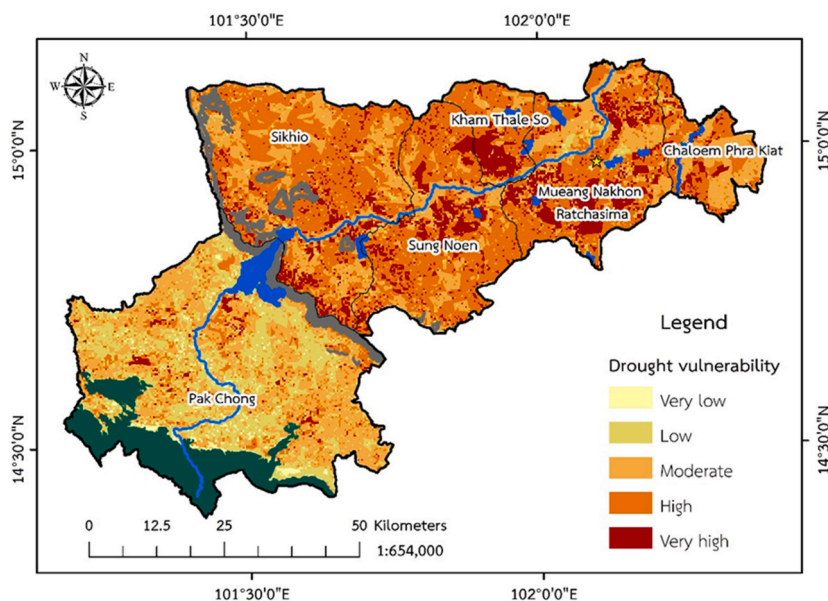 101°30'0"E 102°0'0"E
N
W E
S
15°0'0"N 15°0'0"N
Sikhio
Kham Thale So
Chaloem Phra Kiat
Mueang Nakhon
Ratchasima
Sung Noen
Pak Chong
14°30'0"N 14°30'0"N
Legend
Drought vulnerability
Very low
Low
Moderate
High
Very high
0 12.5 25 50 Kilometers
1:654,000
101°30'0"E 102°0'0"E